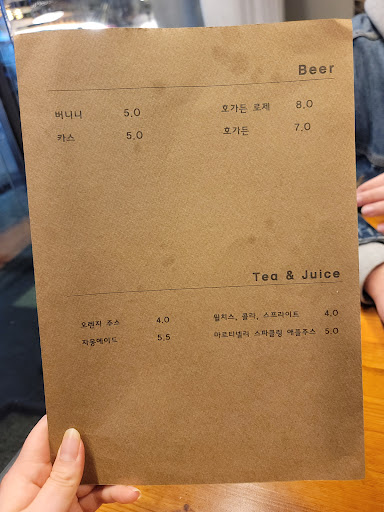 Beer
버니니 5.0 호가든 로제 8.0
카스 5.0 호가든 7.0
Tea & Juice
오렌지 주스 4.0 웰치스, 콜라, 스프라이트 4.0
자몽에이드 5.5 마르티넬리 스파클링 애플주스 5.0